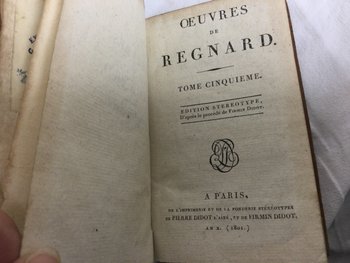 ŒUVRES
DE
REGNARD.
TOME CINQUIEME.
EDITION STEREOTYPE,
D'après le procédé de FIRMIN DIDOT.
A PARIS,
DE L'IMPRIMERIE ET DE LA FONDERIE STÉRÉOTYPES
DE PIERRE DIDOT L'AINÉ, ET DE FIRMIN DIDOT.
AN X. (1801.)